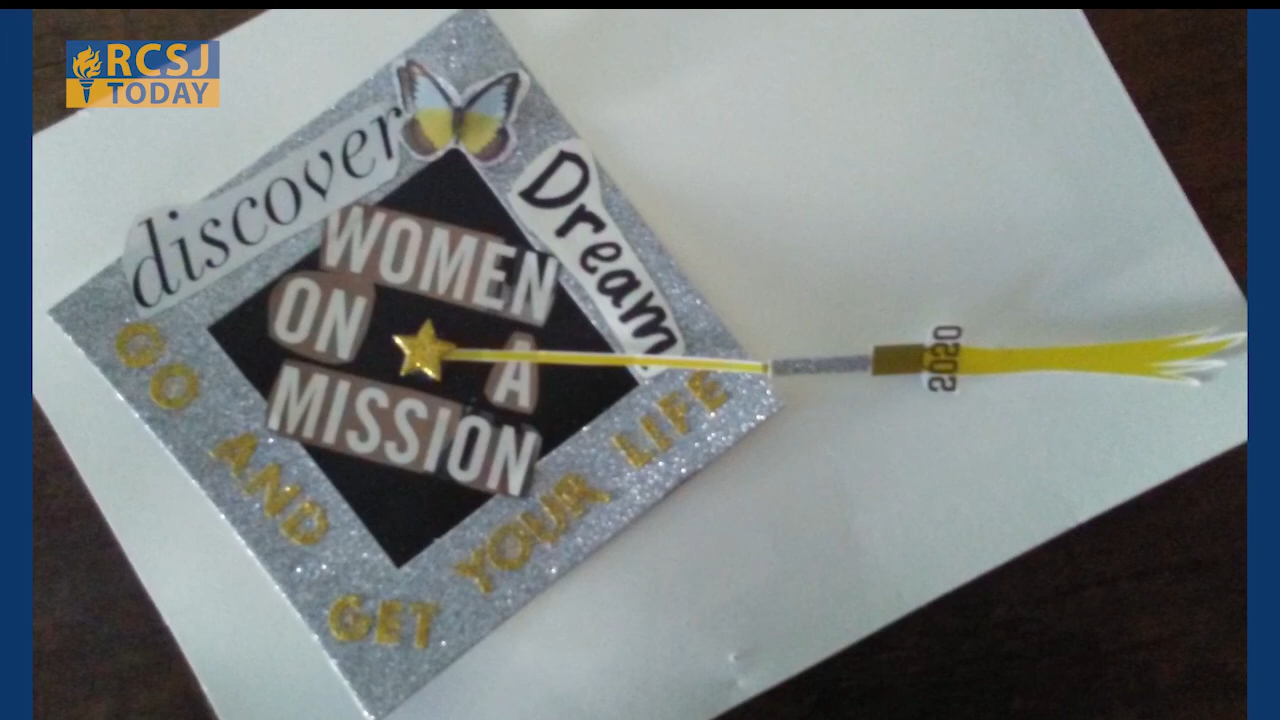 RCSJ
TODAY
discover
Dream
WOMEN
ON
A
MISSION
GO
AND
GET
YOUR
LIFE
2020